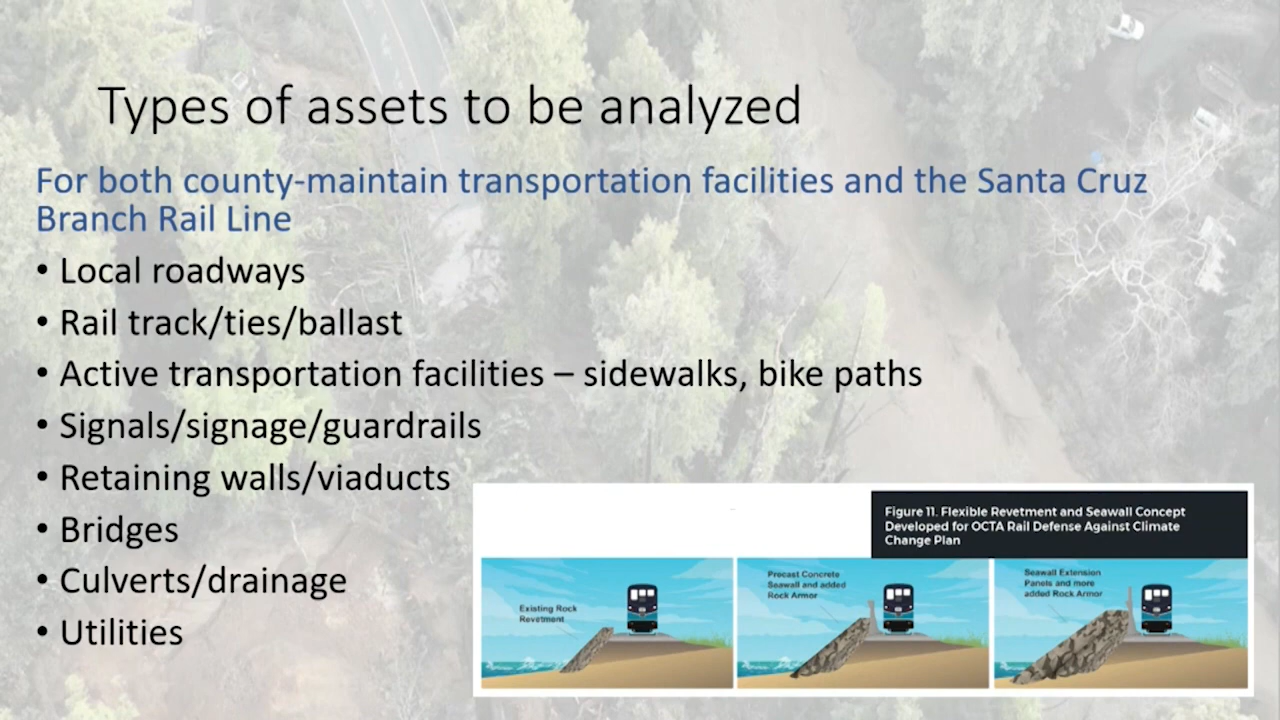 Types of assets to be analyzed
For both county-maintain transportation facilities and the Santa Cruz
Branch Rail Line
• Local roadways
• Rail track/ties/ballast
• Active transportation facilities – sidewalks, bike paths
• Signals/signage/guardrails
• Retaining walls/viaducts
• Bridges
• Culverts/drainage
• Utilities
Figure 11. Flexible Revetment and Seawall Concept
Developed for OCTA Rail Defense Against Climate
Change Plan
Existing Rock
Revetment
Precast Concrete
Seawall and added
Rock Armor
Seawall Extension
Panels and more
added Rock Armor